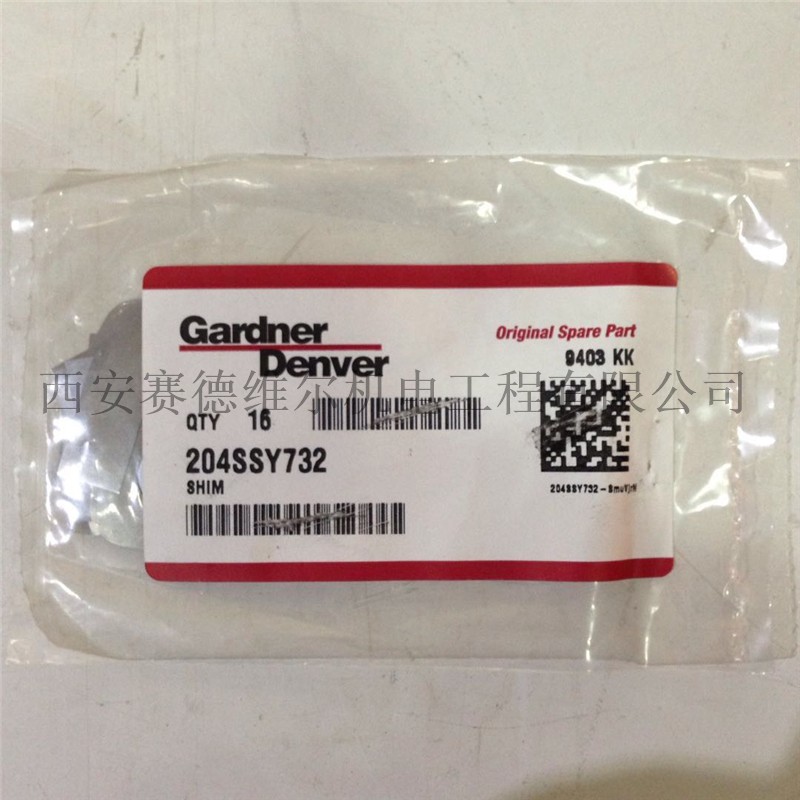 Gardner
Denver
Original Spare Part
9403 KK
西安赛德维尔机电工程有限公司
QTY 16
204SSY732
SHIM